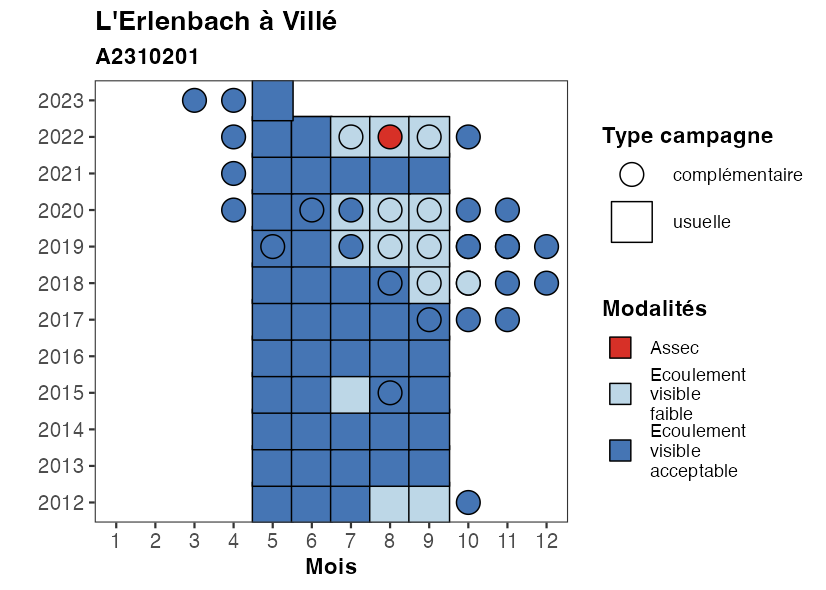 L'Erlenbach à Villé
A2310201
2023
2022
2021
2020
2019
2018
2017
2016
2015
2014
2013
2012
1 2 3 4 5 6 7 8 9 10 11 12
Mois
Type campagne
complémentaire
usuelle
Modalités
Assec
Ecoulement
visible
faible
Ecoulement
visible
acceptable